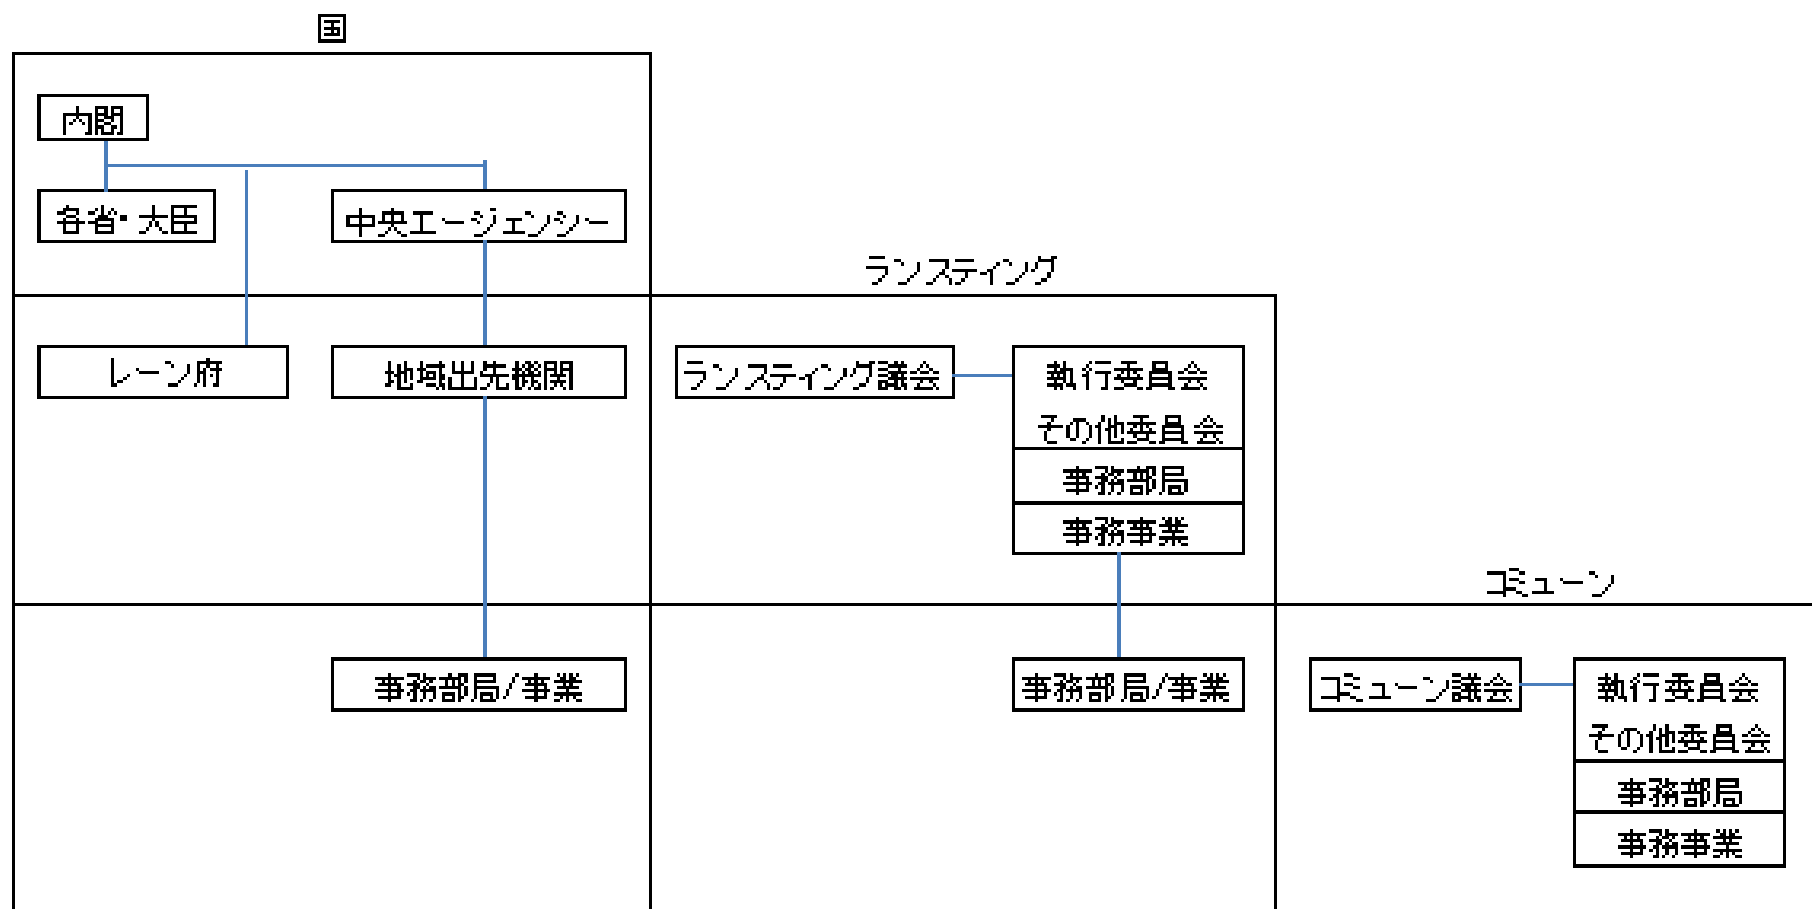 国
内閣
各省・大臣
中央エージェンシー
ランスティング
レーン府
地域出先機関
ランスティング議会
執行委員会
その他委員会
事務部局
事務事業
コミューン
事務部局/事業
事務部局/事業
コミューン議会
執行委員会
その他委員会
事務部局
事務事業